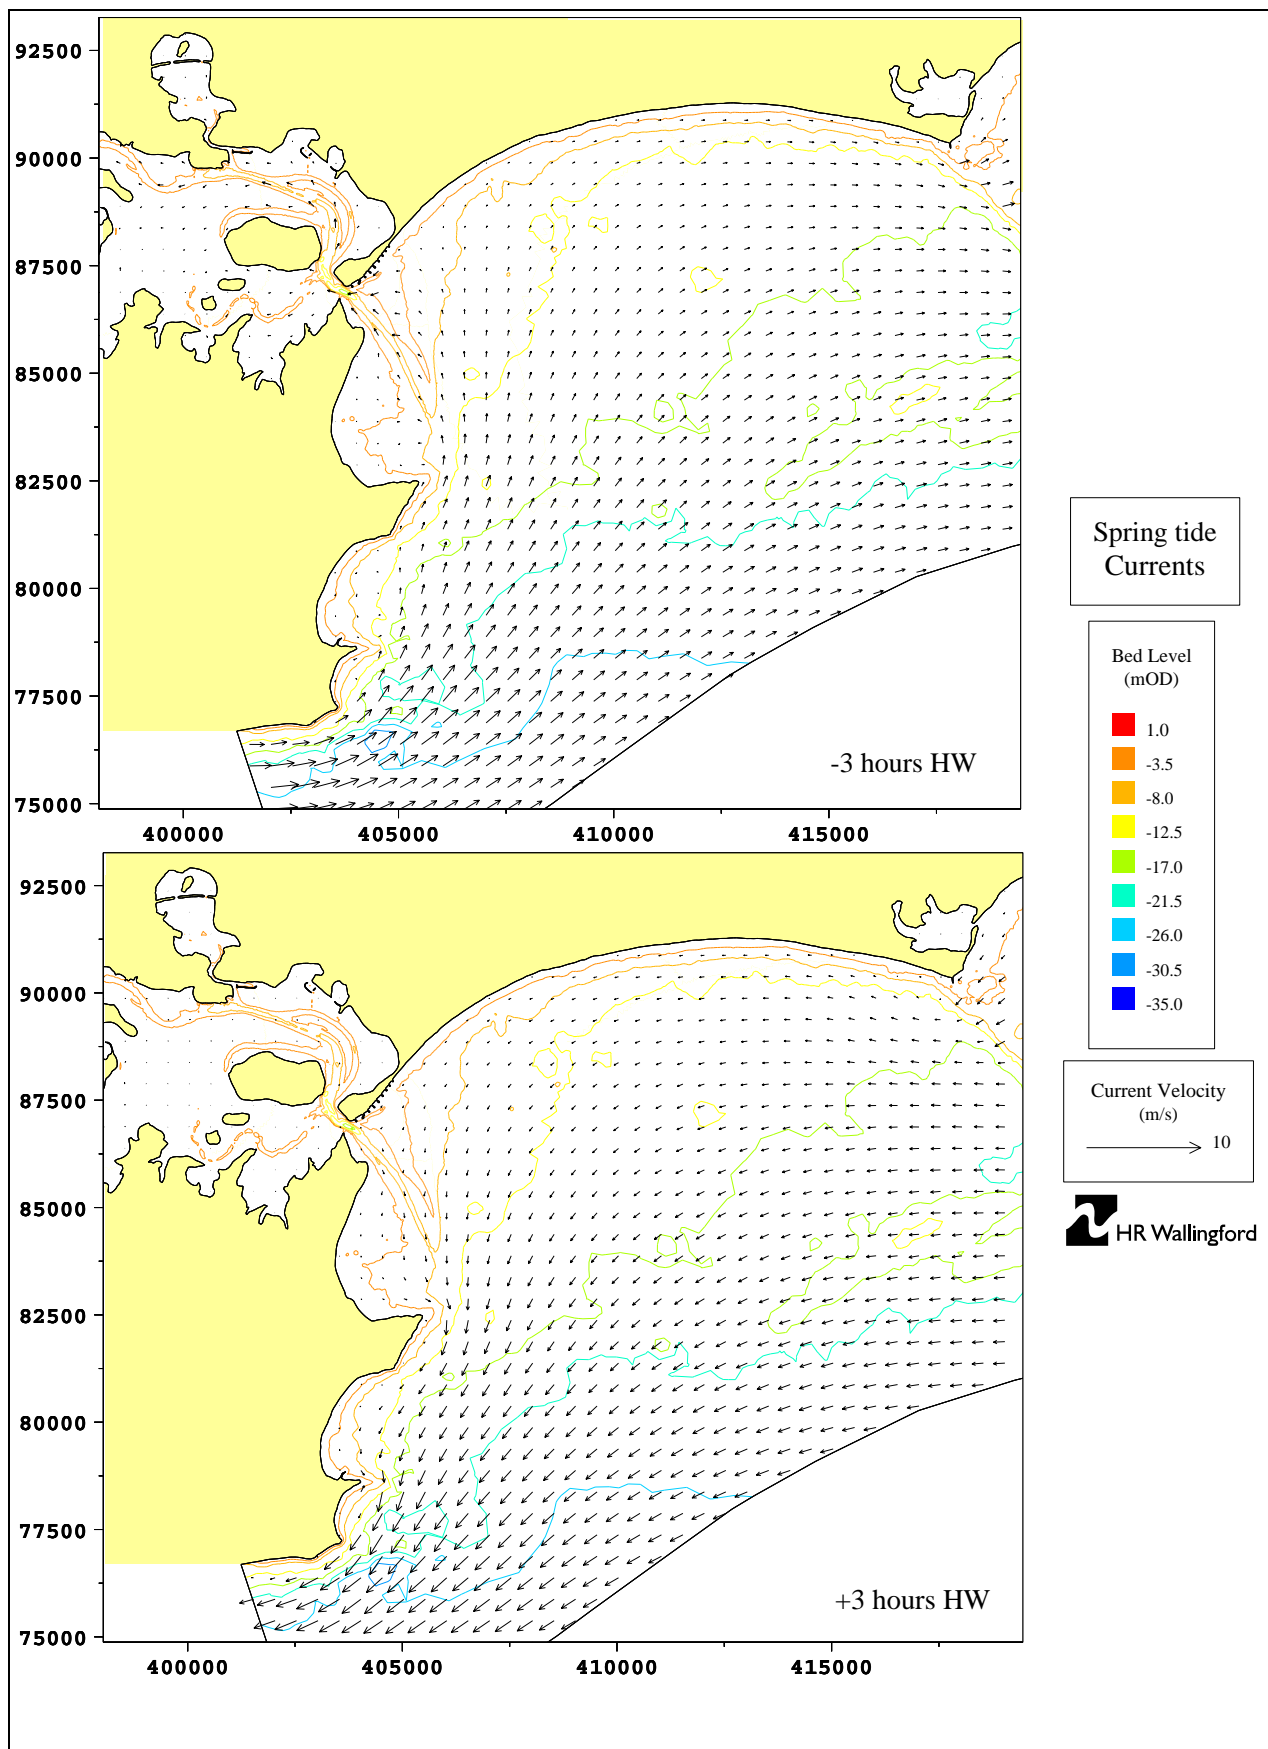 92500
90000
87500
85000
82500
80000
77500
75000
400000 405000 410000 415000
-3 hours HW
92500
90000
87500
85000
82500
80000
77500
75000
400000 405000 410000 415000
+3 hours HW
Spring tide
Currents
Bed Level
(mOD)
1.0
-3.5
-8.0
-12.5
-17.0
-21.5
-26.0
-30.5
-35.0
Current Velocity
(m/s)
10
HR Wallingford